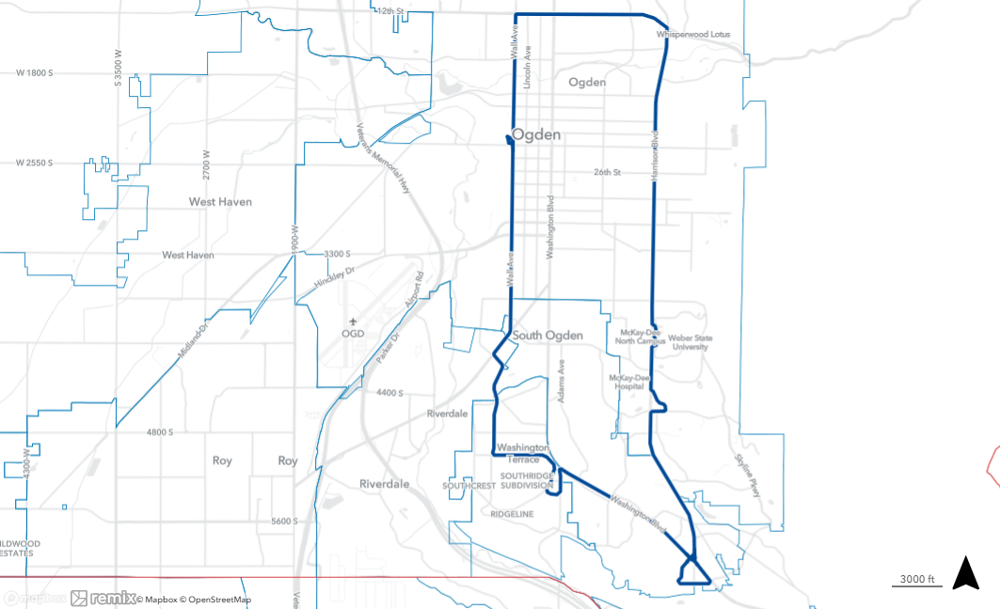 12th St
Whisperwood Lotus
Wall Ave
Lincoln Ave
W 1800 S
S 3500 W
Ogden
Ogden
Veterans Memorial Hwy
Harrison Blvd
W 2550 S
2700 W
26th St
West Haven
Washington Blvd
1900 W
West Haven
3300 S
Wall Ave
Hinckley Dr
Airport Rd
OGD
Midland Dr
Parker Dr
South Ogden
McKay-Dee
North Campus
Weber State
University
Adams Ave
McKay-Dee
Hospital
4400 S
Riverdale
4800 S
Washington
Terrace
4300 W
Roy
Roy
Skyline Pkwy
SOUTHRIDGE
SUBDIVISION
SOUTHCREST
Riverdale
Washington Blvd
RIDGELINE
5600 S
ILDWOOD
ESTATES
3000 ft
mapbox
remix
© Mapbox © OpenStreetMap
Vete